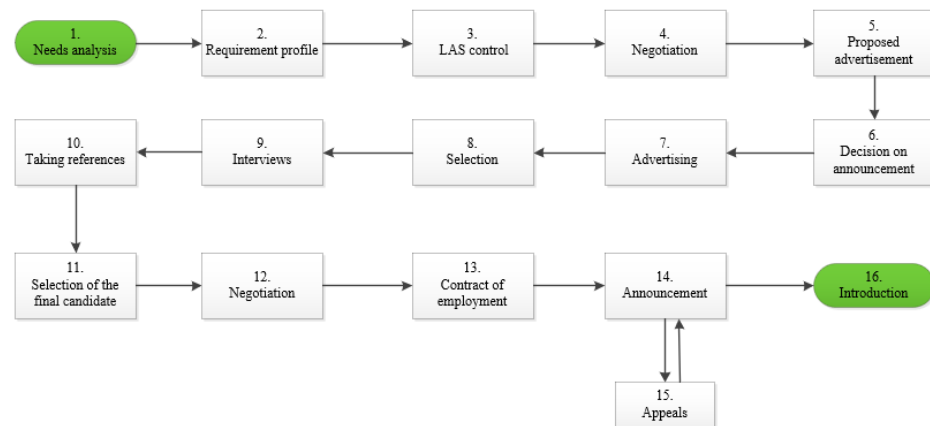 1.
Needs analysis
2.
Requirement profile
3.
LAS control
4.
Negotiation
5.
Proposed
advertisement
6.
Decision on
announcement
7.
Advertising
8.
Selection
9.
Interviews
10.
Taking references
11.
Selection of the
final candidate
12.
Negotiation
13.
Contract of
employment
14.
Announcement
15.
Appeals
16.
Introduction